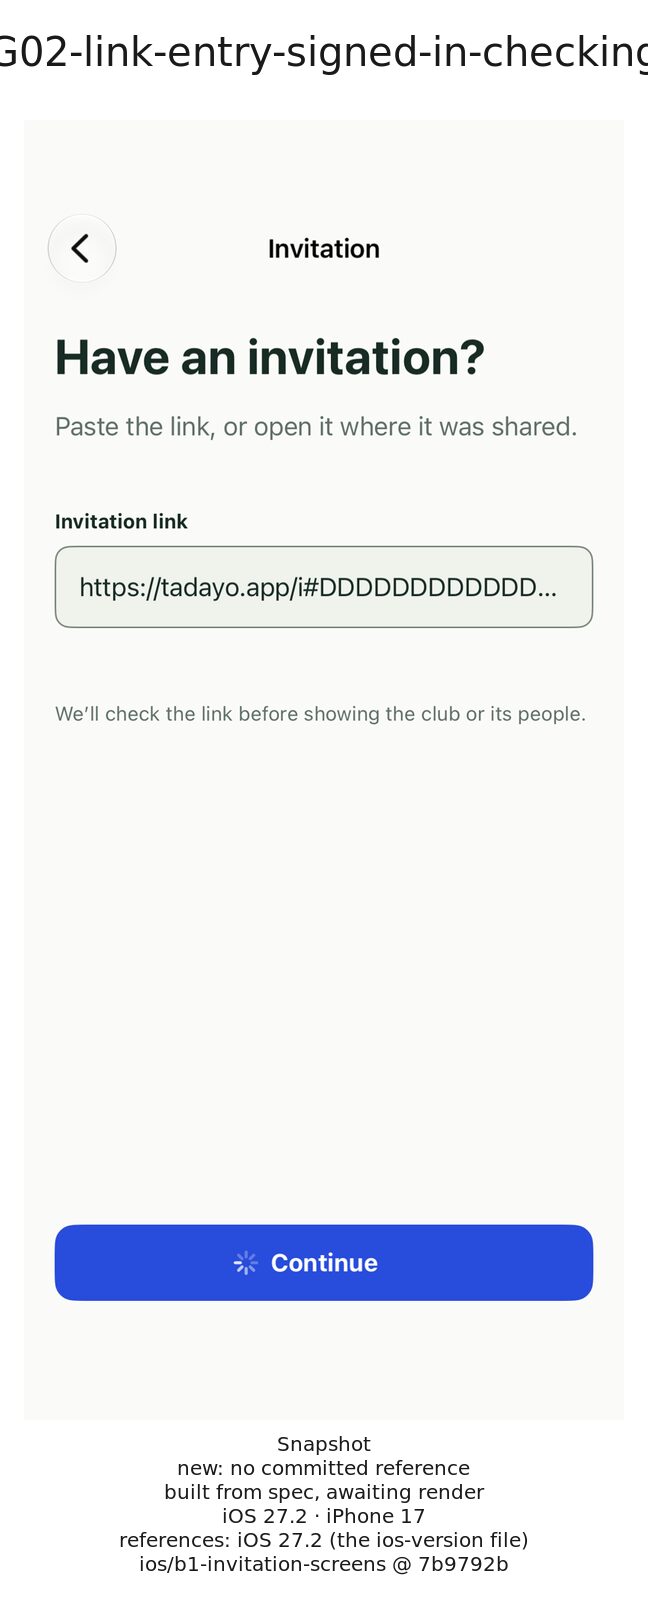 G02-link-entry-signed-in-checking
Invitation
Have an invitation?
Paste the link, or open it where it was shared.
Invitation link
https://tadayo.app/i#DDDDDDDDDDDD...
We’ll check the link before showing the club or its people.
Continue
Snapshot
new: no committed reference
built from spec, awaiting render
iOS 27.2 · iPhone 17
references: iOS 27.2 (the ios-version file)
ios/b1-invitation-screens @ 7b9792b